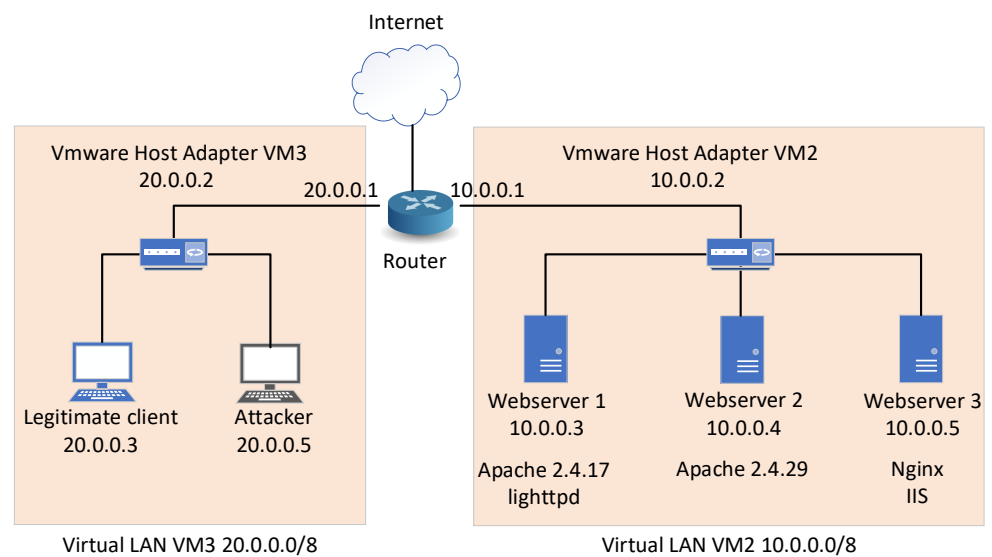 Internet
Vmware Host Adapter VM3
20.0.0.2
20.0.0.1
10.0.0.1
Vmware Host Adapter VM2
10.0.0.2
Router
Legitimate client
20.0.0.3
Attacker
20.0.0.5
Webserver 1
10.0.0.3
Apache 2.4.17
lighttpd
Webserver 2
10.0.0.4
Apache 2.4.29
Webserver 3
10.0.0.5
Nginx
IIS
Virtual LAN VM3 20.0.0.0/8
Virtual LAN VM2 10.0.0.0/8